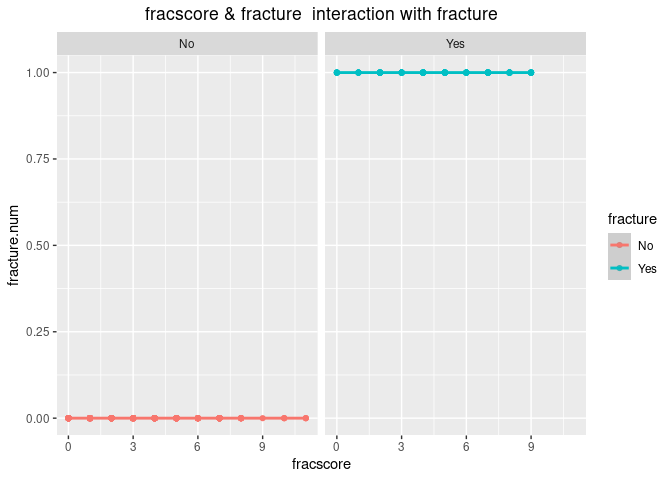 fracscore & fracture  interaction with fracture
No
Yes
1.00
0.75
0.50
0.25
0.00
fracture.num
0
3
6
9
0
3
6
9
fracscore
fracture
No
Yes